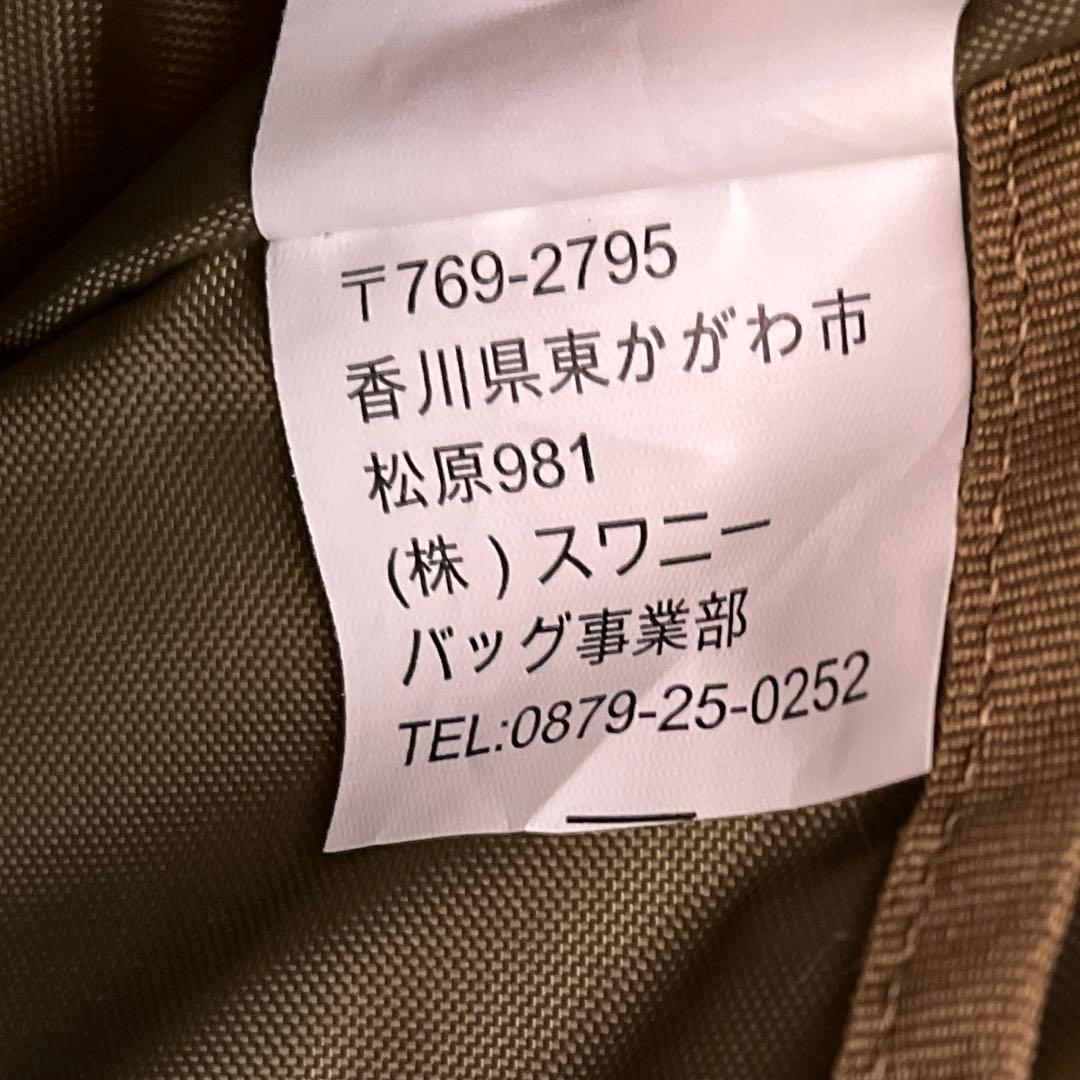 〒769-2795
香川県東かがわ市
松原981
(株)スワニー
バッグ事業部
TEL:0879-25-0252